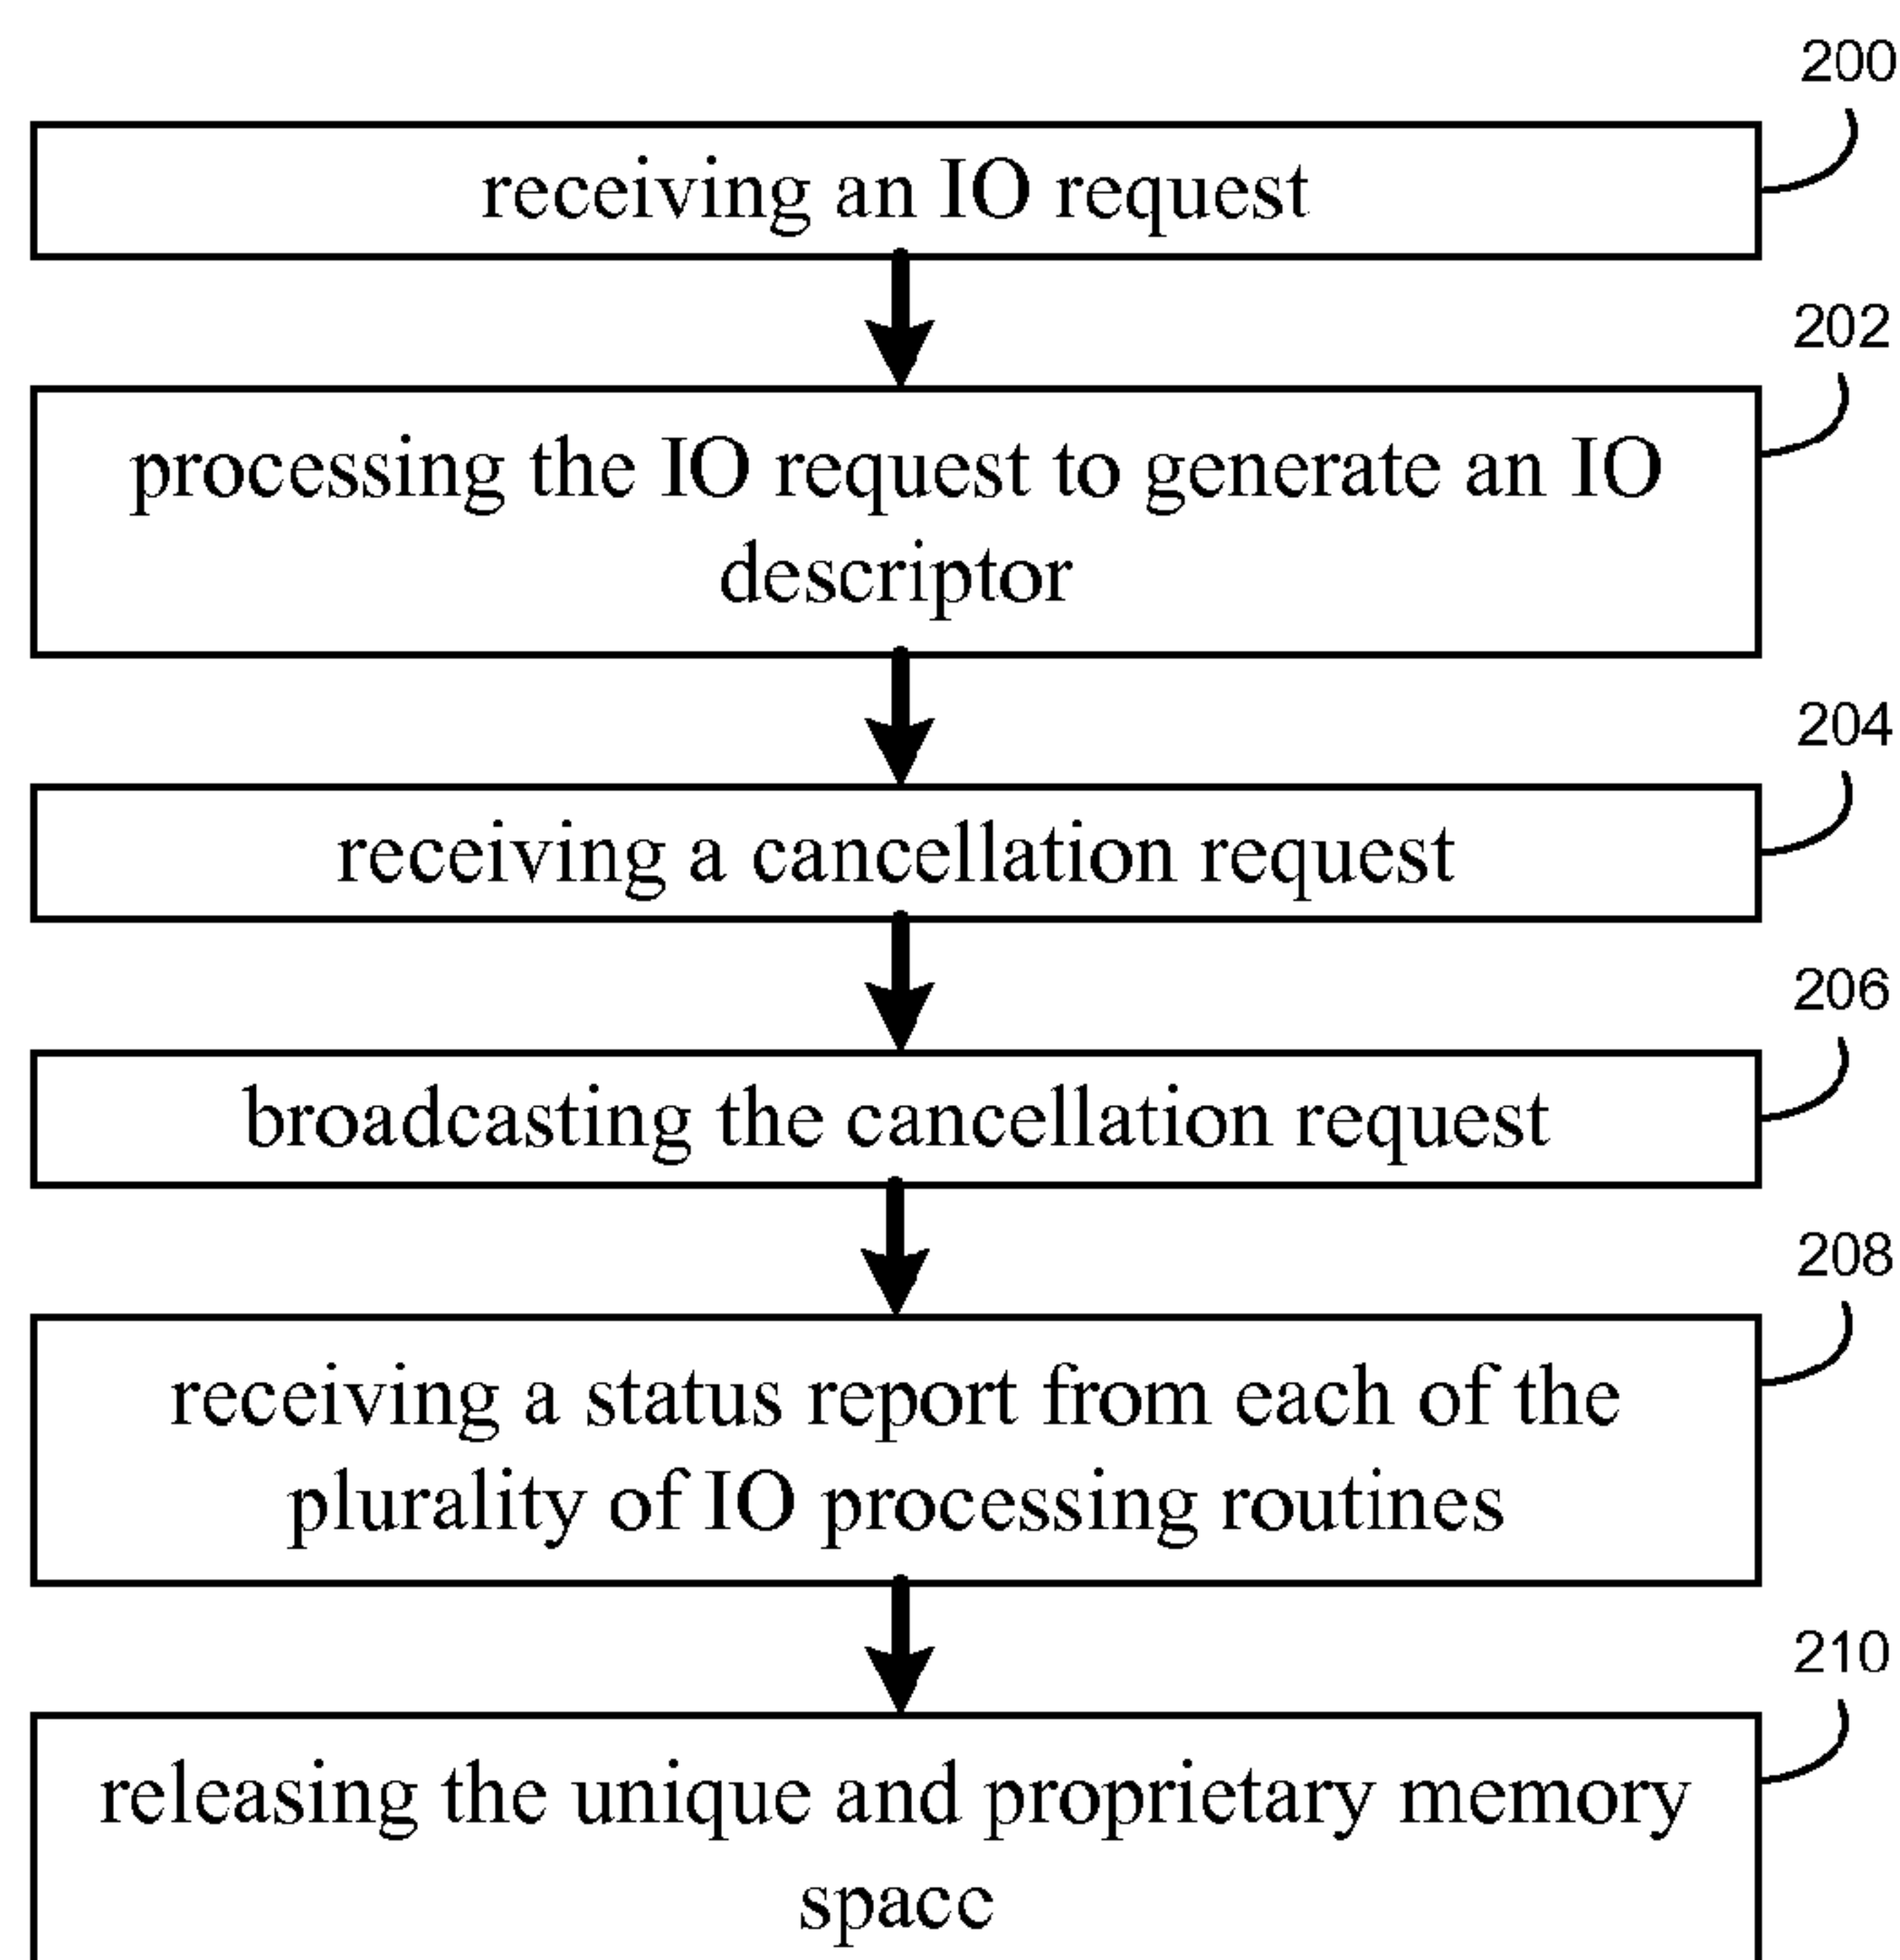 200
receiving an IO request
202
processing the IO request to generate an IO
descriptor
204
receiving a cancellation request
206
broadcasting the cancellation request
208
receiving a status report from each of the
plurality of IO processing routines
210
releasing the unique and proprietary memory
space